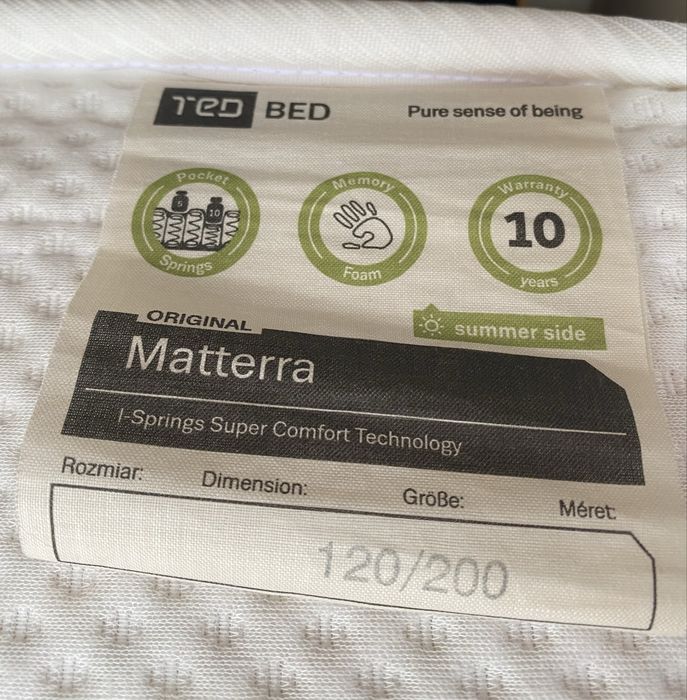 TED BED
Pure sense of being
Pocket
5
10
Springs
Memory
Foam
Warranty
10
years
summer side
ORIGINAL
Matterra
I-Springs Super Comfort Technology
Rozmiar: Dimension: Größe: Méret:
120/200